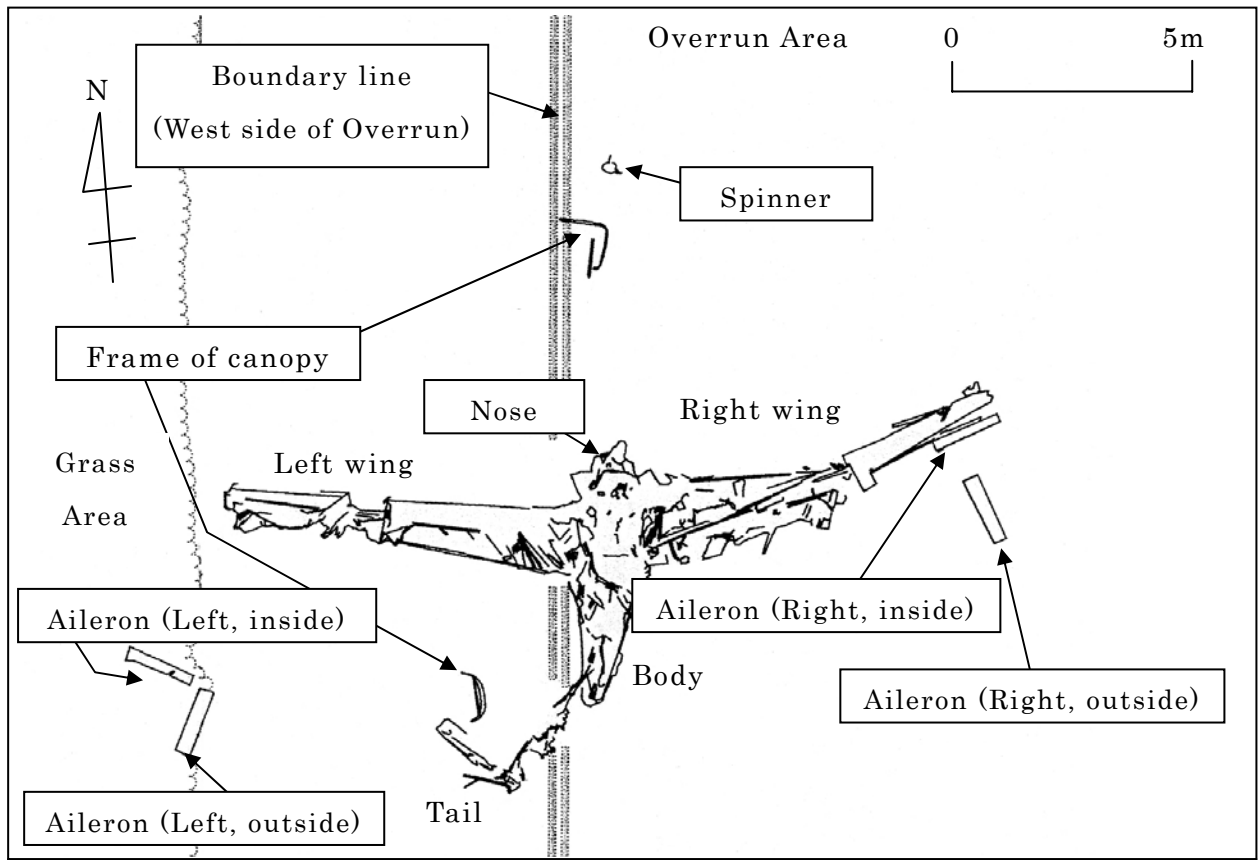 Overrun Area
0
5m
Boundary line
(West side of Overrun)
N
Spinner
Frame of canopy
Nose
Right wing
Grass
Area
Left wing
Aileron (Left, inside)
Aileron (Right, inside)
Body
Aileron (Right, outside)
Tail
Aileron (Left, outside)